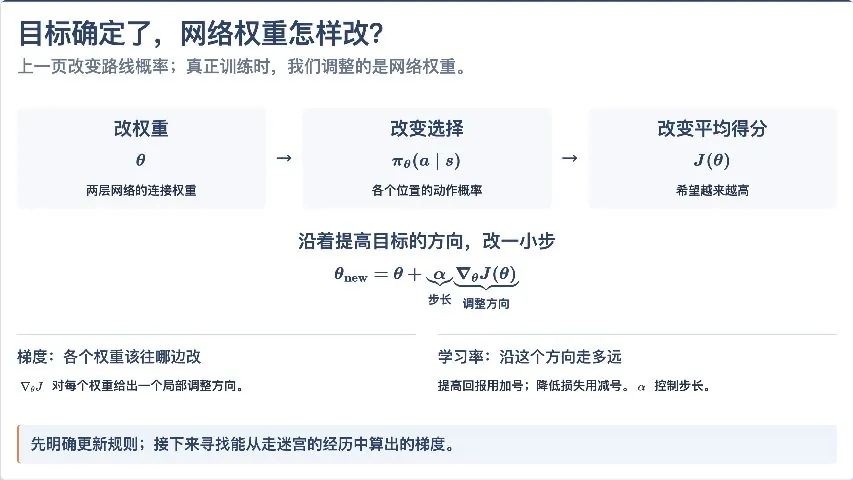 目标确定了，网络权重怎样改？
上一页改变路线概率；真正训练时，我们调整的是网络权重。
改权重
θ
两层网络的连接权重
→
改变选择
π_θ(a | s)
各个位置的动作概率
→
改变平均得分
J(θ)
希望越来越高
沿着提高目标的方向，改一小步
θ_new = θ + α ∇_θ J(θ)
步长
调整方向
梯度：各个权重该往哪边改
∇_θ J 对每个权重给出一个局部调整方向。
学习率：沿这个方向走多远
提高回报用加号；降低损失用减号。α 控制步长。
先明确更新规则；接下来寻找能从走迷宫的经历中算出的梯度。